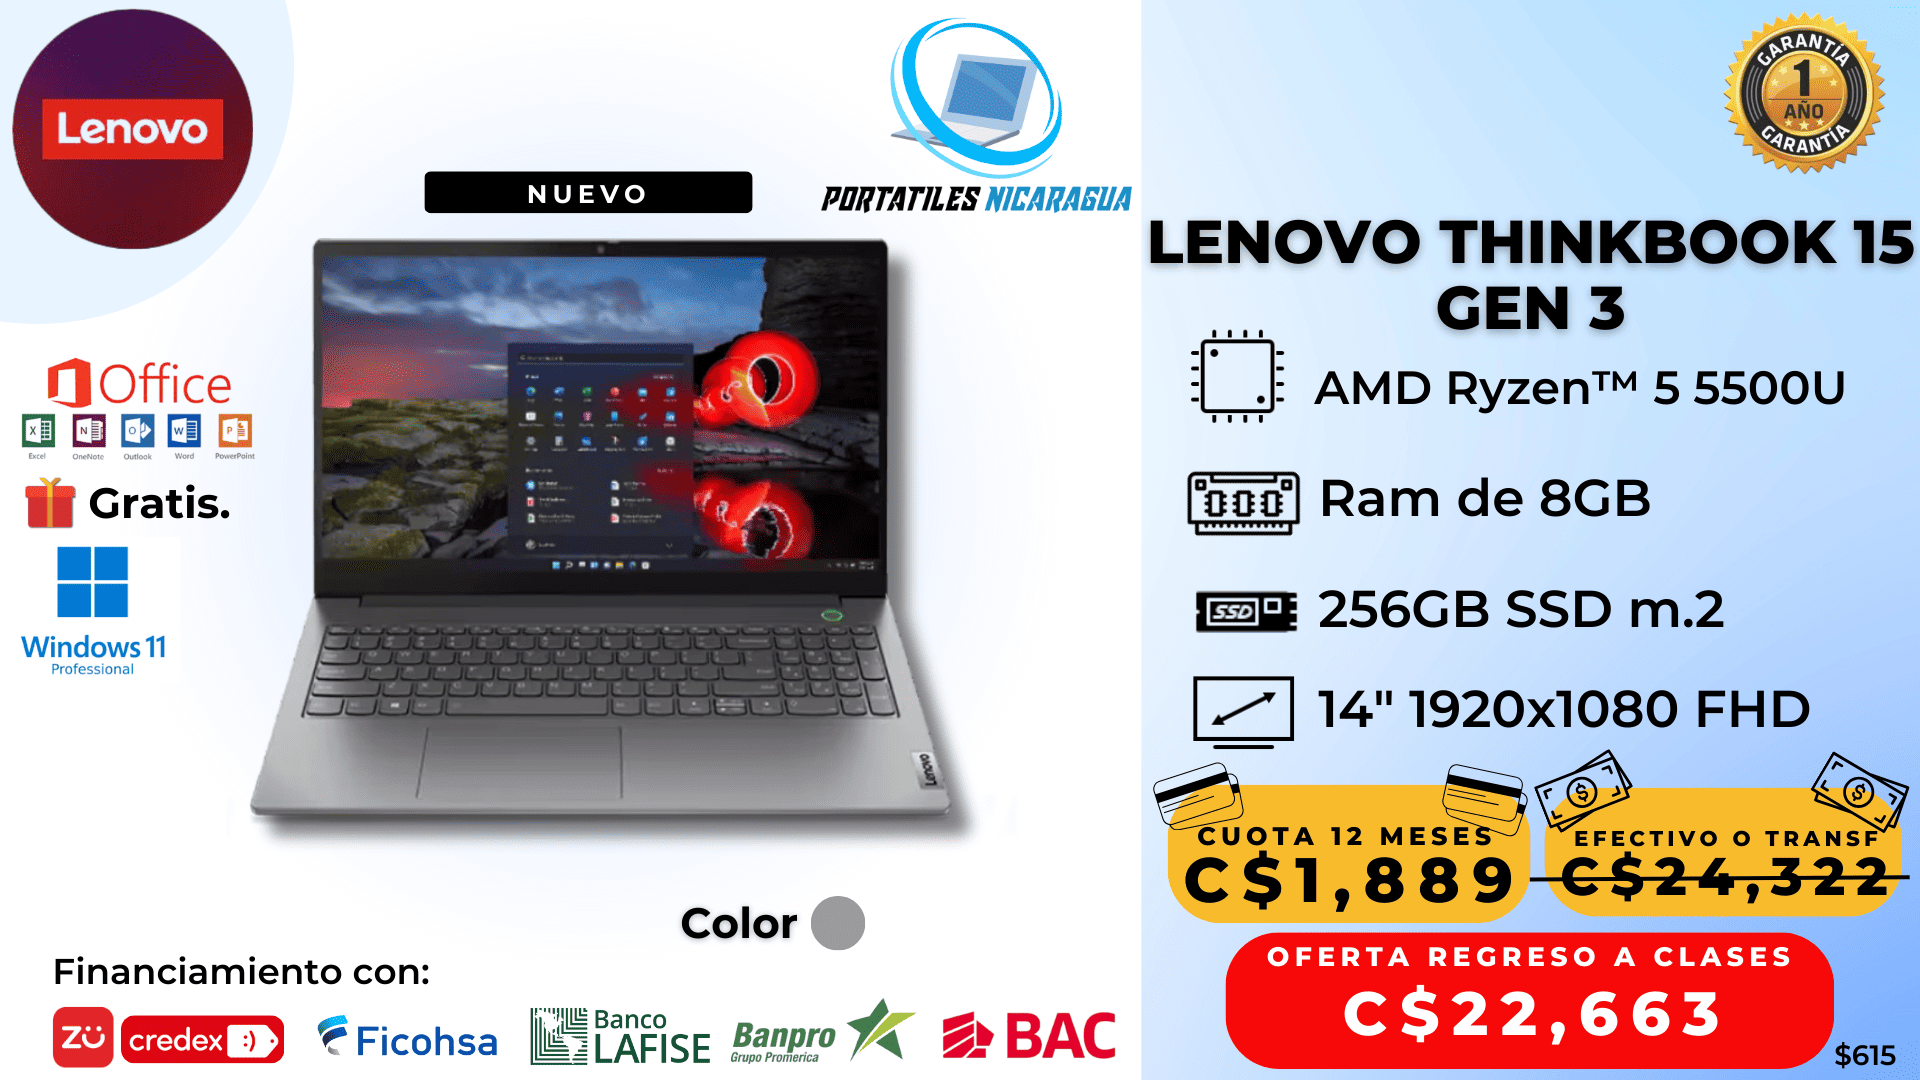 Lenovo
NUEVO
PORTATILES NICARAGUA
GARANTÍA
1
AÑO
GARANTÍA
LENOVO THINKBOOK 15
GEN 3
AMD Ryzen™ 5 5500U
Ram de 8GB
SSD
256GB SSD m.2
14" 1920x1080 FHD
Office
Excel OneNote Outlook Word PowerPoint
Gratis.
Windows 11
Professional
Lenovo
CUOTA 12 MESES
C$1,889
EFECTIVO O TRANSF
C$24,322
OFERTA REGRESO A CLASES
C$22,663
$615
Color
Financiamiento con:
zü
credex :)
Ficohsa
Banco
LAFISE
Banpro
Grupo Promerica
BAC